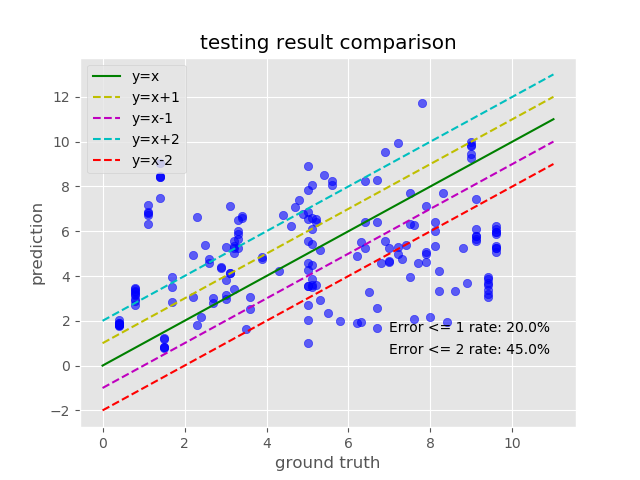 testing result comparison
y=x
y=x+1
y=x-1
y=x+2
y=x-2
12
10
8
6
4
2
0
−2
prediction
Error <= 1 rate: 20.0%
Error <= 2 rate: 45.0%
0 2 4 6 8 10
ground truth